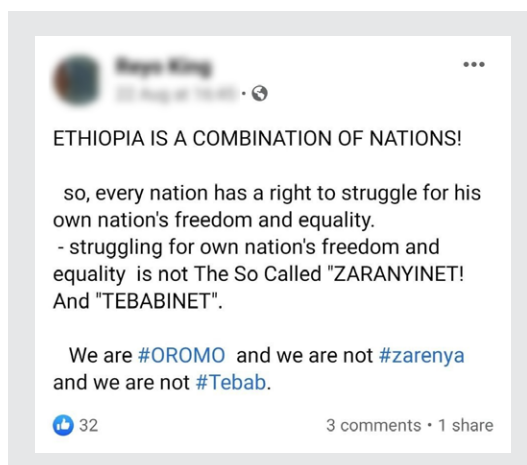 ETHIOPIA IS A COMBINATION OF NATIONS!
so, every nation has a right to struggle for his
own nation's freedom and equality.
- struggling for own nation's freedom and
equality is not The So Called "ZARANYINET!
And "TEBABINET".
We are #OROMO and we are not #zarenya
and we are not #Tebab.
32 3 comments • 1 share